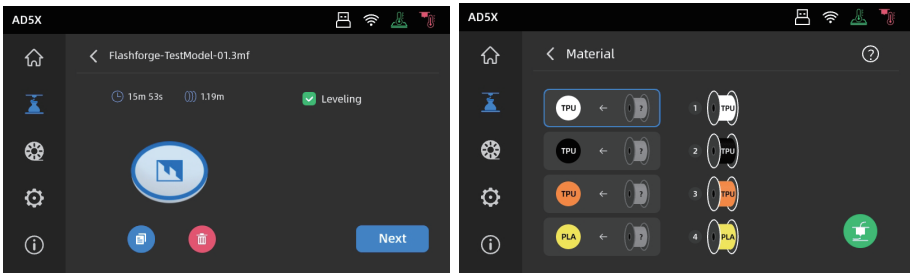 AD5X
Flashforge-TestModel-01.3mf
15m 53s 1.19m Leveling
Next
AD5X
Material
TPU ← ? 1 TPU
TPU ← ? 2 TPU
TPU ← ? 3 TPU
PLA ← ? 4 PLA